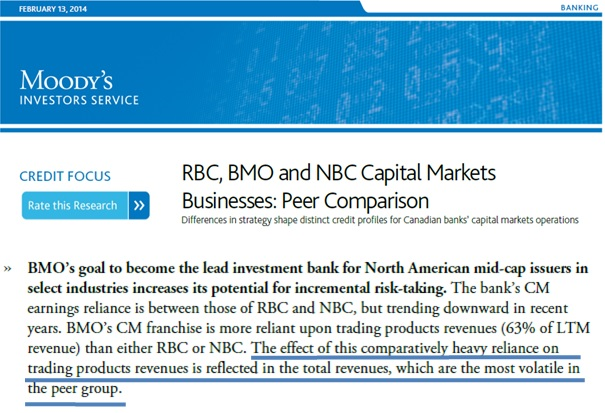 FEBRUARY 13, 2014 BANKING
MOODY'S
INVESTORS SERVICE
CREDIT FOCUS
Rate this Research »
RBC, BMO and NBC Capital Markets
Businesses: Peer Comparison
Differences in strategy shape distinct credit profiles for Canadian banks' capital markets operations
» BMO's goal to become the lead investment bank for North American mid-cap issuers in
select industries increases its potential for incremental risk-taking. The bank's CM
earnings reliance is between those of RBC and NBC, but trending downward in recent
years. BMO's CM franchise is more reliant upon trading products revenues (63% of LTM
revenue) than either RBC or NBC. The effect of this comparatively heavy reliance on
trading products revenues is reflected in the total revenues, which are the most volatile in
the peer group.